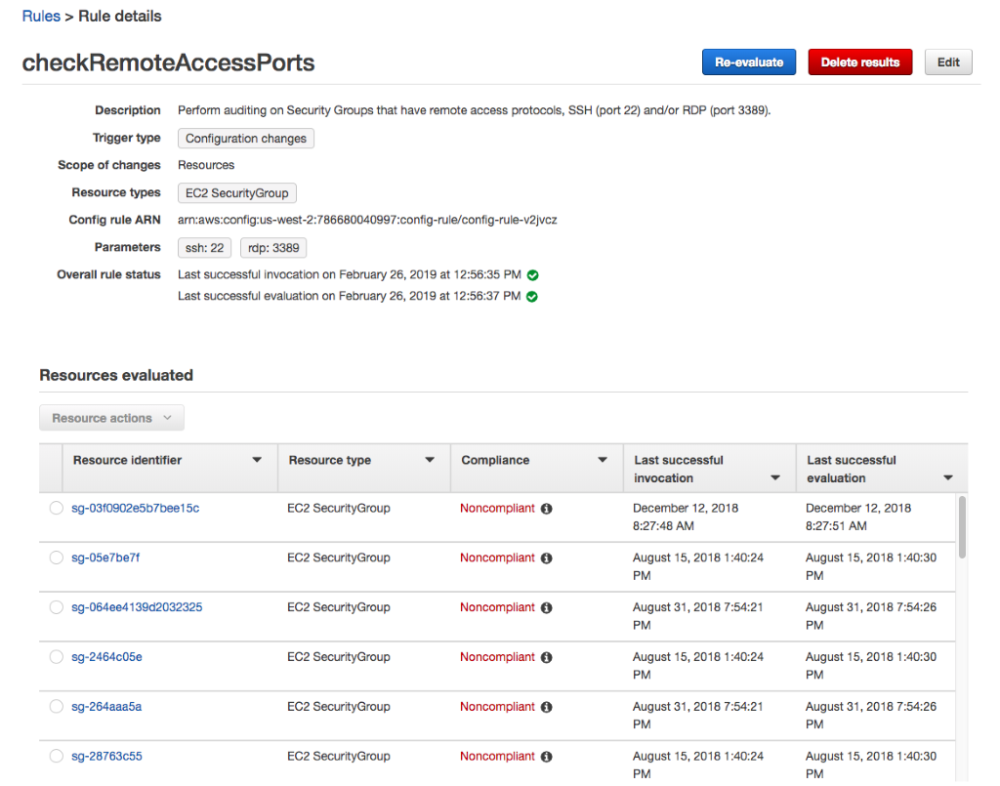 Rules > Rule details
checkRemoteAccessPorts
Re-evaluate
Delete results
Edit
Description Perform auditing on Security Groups that have remote access protocols, SSH (port 22) and/or RDP (port 3389).
Trigger type Configuration changes
Scope of changes Resources
Resource types EC2 SecurityGroup
Config rule ARN arn:aws:config:us-west-2:786680040997:config-rule/config-rule-v2jvcz
Parameters ssh: 22 rdp: 3389
Overall rule status Last successful invocation on February 26, 2019 at 12:56:35 PM
Last successful evaluation on February 26, 2019 at 12:56:37 PM
Resources evaluated
Resource actions
Resource identifier Resource type Compliance Last successful invocation Last successful evaluation
sg-03f0902e5b7bee15c EC2 SecurityGroup Noncompliant December 12, 2018 8:27:48 AM December 12, 2018 8:27:51 AM
sg-05e7be7f EC2 SecurityGroup Noncompliant August 15, 2018 1:40:24 PM August 15, 2018 1:40:30 PM
sg-064ee4139d2032325 EC2 SecurityGroup Noncompliant August 31, 2018 7:54:21 PM August 31, 2018 7:54:26 PM
sg-2464c05e EC2 SecurityGroup Noncompliant August 15, 2018 1:40:24 PM August 15, 2018 1:40:30 PM
sg-264aaa5a EC2 SecurityGroup Noncompliant August 31, 2018 7:54:21 PM August 31, 2018 7:54:26 PM
sg-28763c55 EC2 SecurityGroup Noncompliant August 15, 2018 1:40:24 PM August 15, 2018 1:40:30 PM